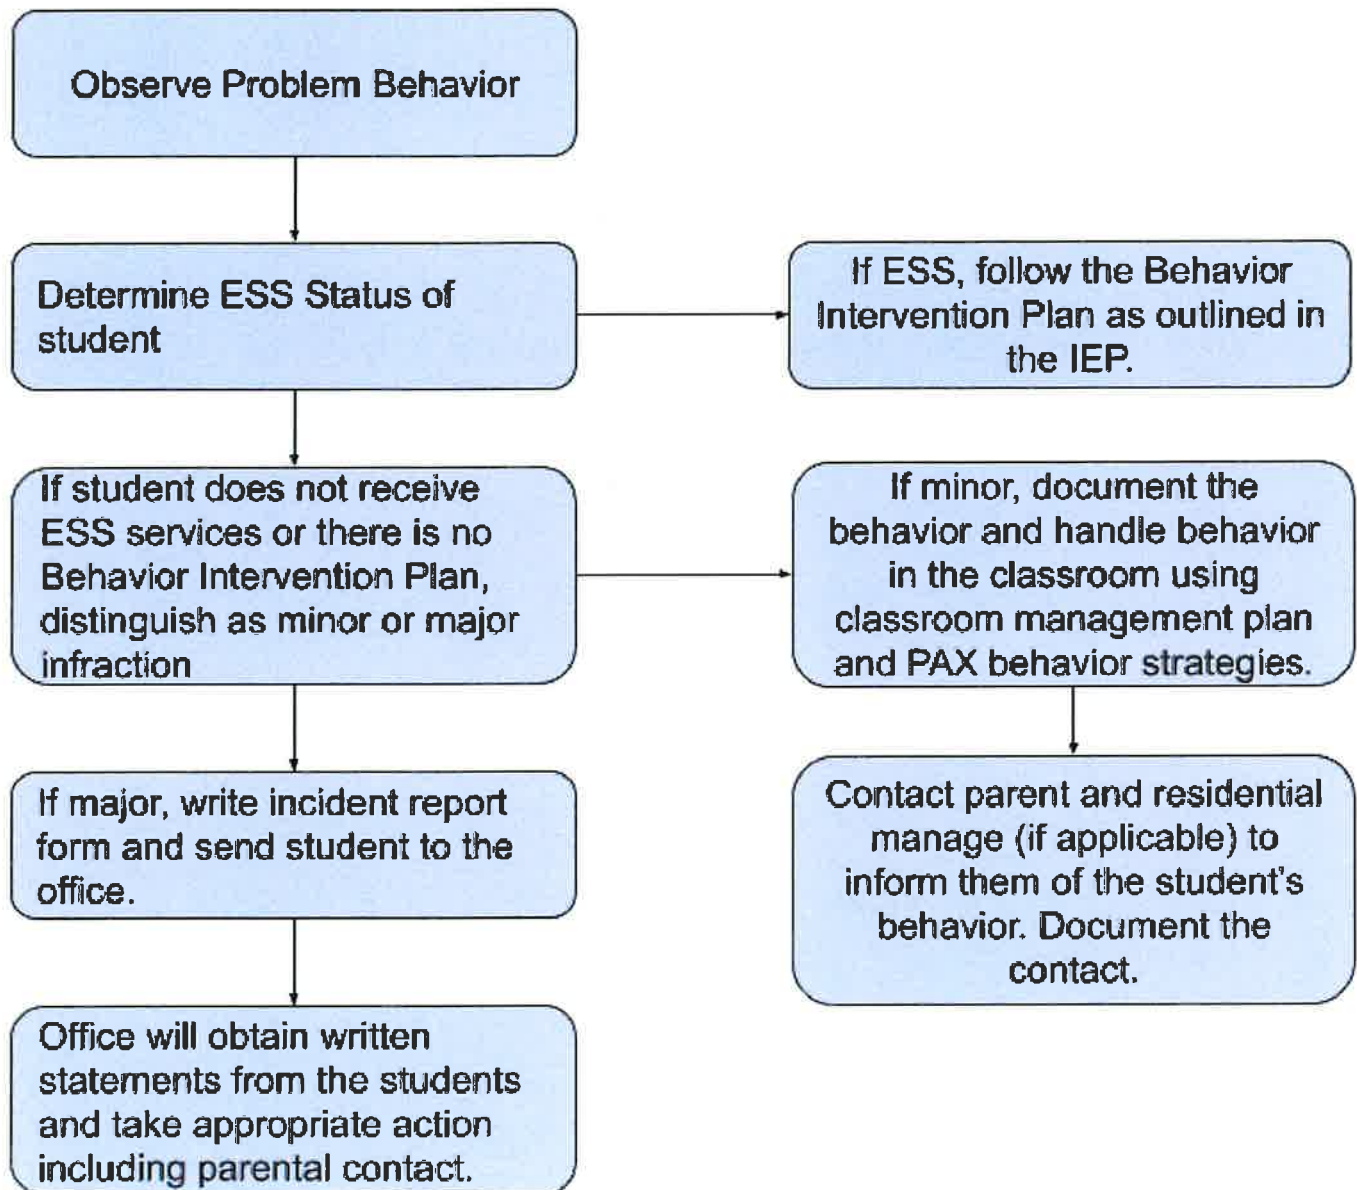 Observe Problem Behavior
Determine ESS Status of
student
If ESS, follow the Behavior
Intervention Plan as outlined in
the IEP.
If student does not receive
ESS services or there is no
Behavior Intervention Plan,
distinguish as minor or major
infraction
If minor, document the
behavior and handle behavior
in the classroom using
classroom management plan
and PAX behavior strategies.
If major, write incident report
form and send student to the
office.
Contact parent and residential
manage (if applicable) to
inform them of the student's
behavior. Document the
contact.
Office will obtain written
statements from the students
and take appropriate action
including parental contact.